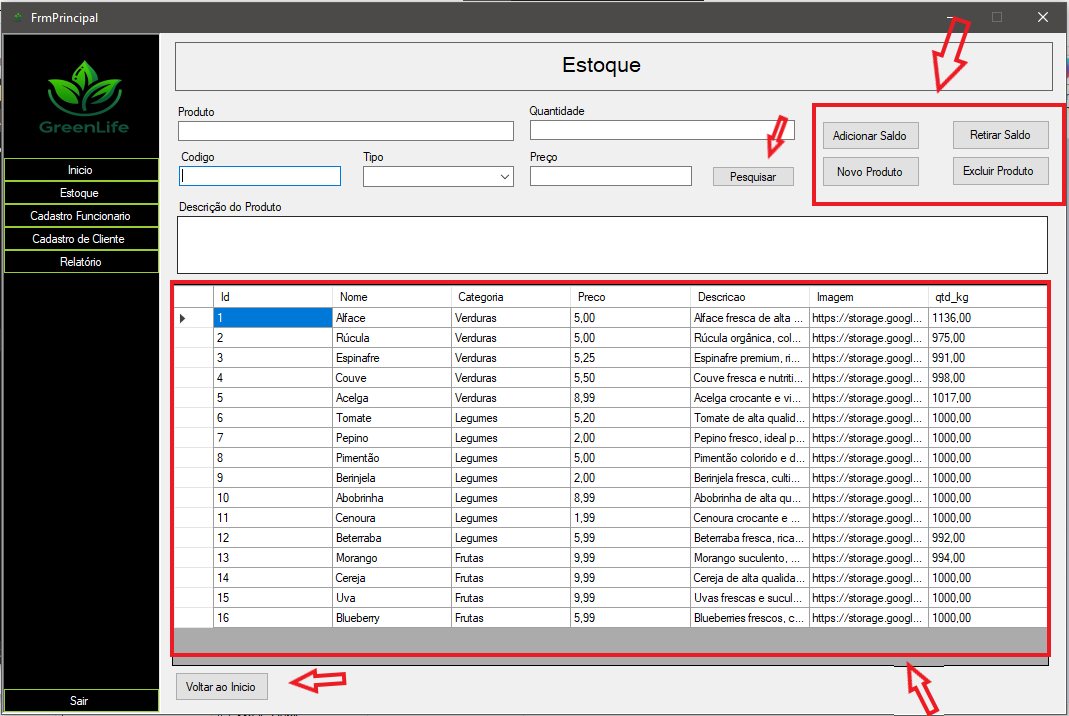 FrmPrincipal
GreenLife
Inicio
Estoque
Cadastro Funcionario
Cadastro de Cliente
Relatório
Sair
Estoque
Produto
Quantidade
Codigo
Tipo
Preço
Pesquisar
Adicionar Saldo
Retirar Saldo
Novo Produto
Excluir Produto
Descrição do Produto
Id Nome Categoria Preco Descricao Imagem qtd_kg
1 Alface Verduras 5,00 Alface fresca de alta ... https://storage.googl... 1136,00
2 Rúcula Verduras 5,00 Rúcula orgânica, col... https://storage.googl... 975,00
3 Espinafre Verduras 5,25 Espinafre premium, ri... https://storage.googl... 991,00
4 Couve Verduras 5,50 Couve fresca e nutriti... https://storage.googl... 998,00
5 Acelga Verduras 8,99 Acelga crocante e vi... https://storage.googl... 1017,00
6 Tomate Legumes 5,20 Tomate de alta qualid... https://storage.googl... 1000,00
7 Pepino Legumes 2,00 Pepino fresco, ideal p... https://storage.googl... 1000,00
8 Pimentão Legumes 5,00 Pimentão colorido e d... https://storage.googl... 1000,00
9 Berinjela Legumes 2,00 Berinjela fresca, culti... https://storage.googl... 1000,00
10 Abobrinha Legumes 8,99 Abobrinha de alta qu... https://storage.googl... 1000,00
11 Cenoura Legumes 1,99 Cenoura crocante e ... https://storage.googl... 1000,00
12 Beterraba Legumes 5,99 Beterraba fresca, rica... https://storage.googl... 992,00
13 Morango Frutas 9,99 Morango suculento, ... https://storage.googl... 994,00
14 Cereja Frutas 9,99 Cereja de alta qualida... https://storage.googl... 1000,00
15 Uva Frutas 9,99 Uvas frescas e sucul... https://storage.googl... 1000,00
16 Blueberry Frutas 5,99 Blueberries frescos, c... https://storage.googl... 1000,00
Voltar ao Inicio